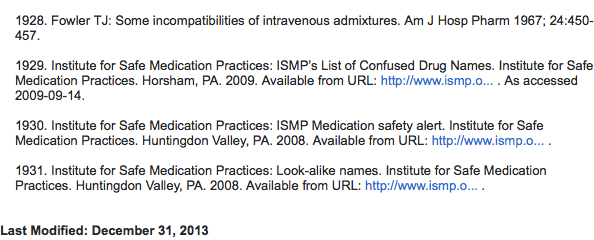 1928. Fowler TJ: Some incompatibilities of intravenous admixtures. Am J Hosp Pharm 1967; 24:450-
457.
1929. Institute for Safe Medication Practices: ISMP's List of Confused Drug Names. Institute for Safe
Medication Practices. Horsham, PA. 2009. Available from URL: http://www.ismp.o... . As accessed
2009-09-14.
1930. Institute for Safe Medication Practices: ISMP Medication safety alert. Institute for Safe
Medication Practices. Huntingdon Valley, PA. 2008. Available from URL: http://www.ismp.o... .
1931. Institute for Safe Medication Practices: Look-alike names. Institute for Safe Medication
Practices. Huntingdon Valley, PA. 2008. Available from URL: http://www.ismp.o... .
Last Modified: December 31, 2013